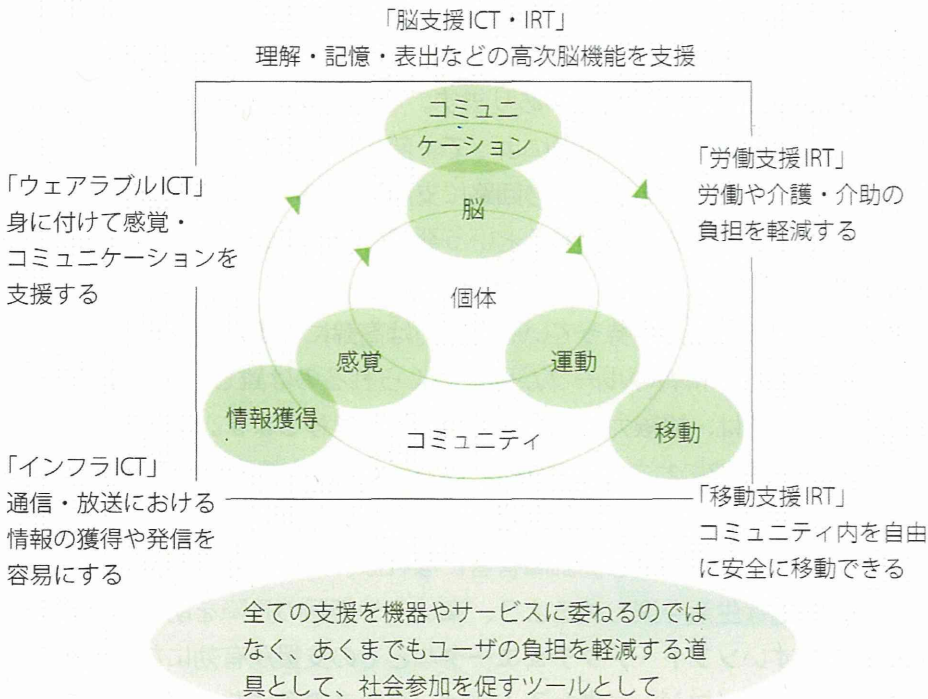 「脳支援ICT・IRT」
理解・記憶・表出などの高次脳機能を支援
コミュニ
ケーション
脳
「ウェアラブルICT」
身に付けて感覚・
コミュニケーションを
支援する
「労働支援IRT」
労働や介護・介助の
負担を軽減する
個体
感覚
運動
情報獲得
コミュニティ
移動
「インフラICT」
通信・放送における
情報の獲得や発信を
容易にする
「移動支援IRT」
コミュニティ内を自由
に安全に移動できる
全ての支援を機器やサービスに委ねるのでは
なく、あくまでもユーザの負担を軽減する道
具として、社会参加を促すツールとして